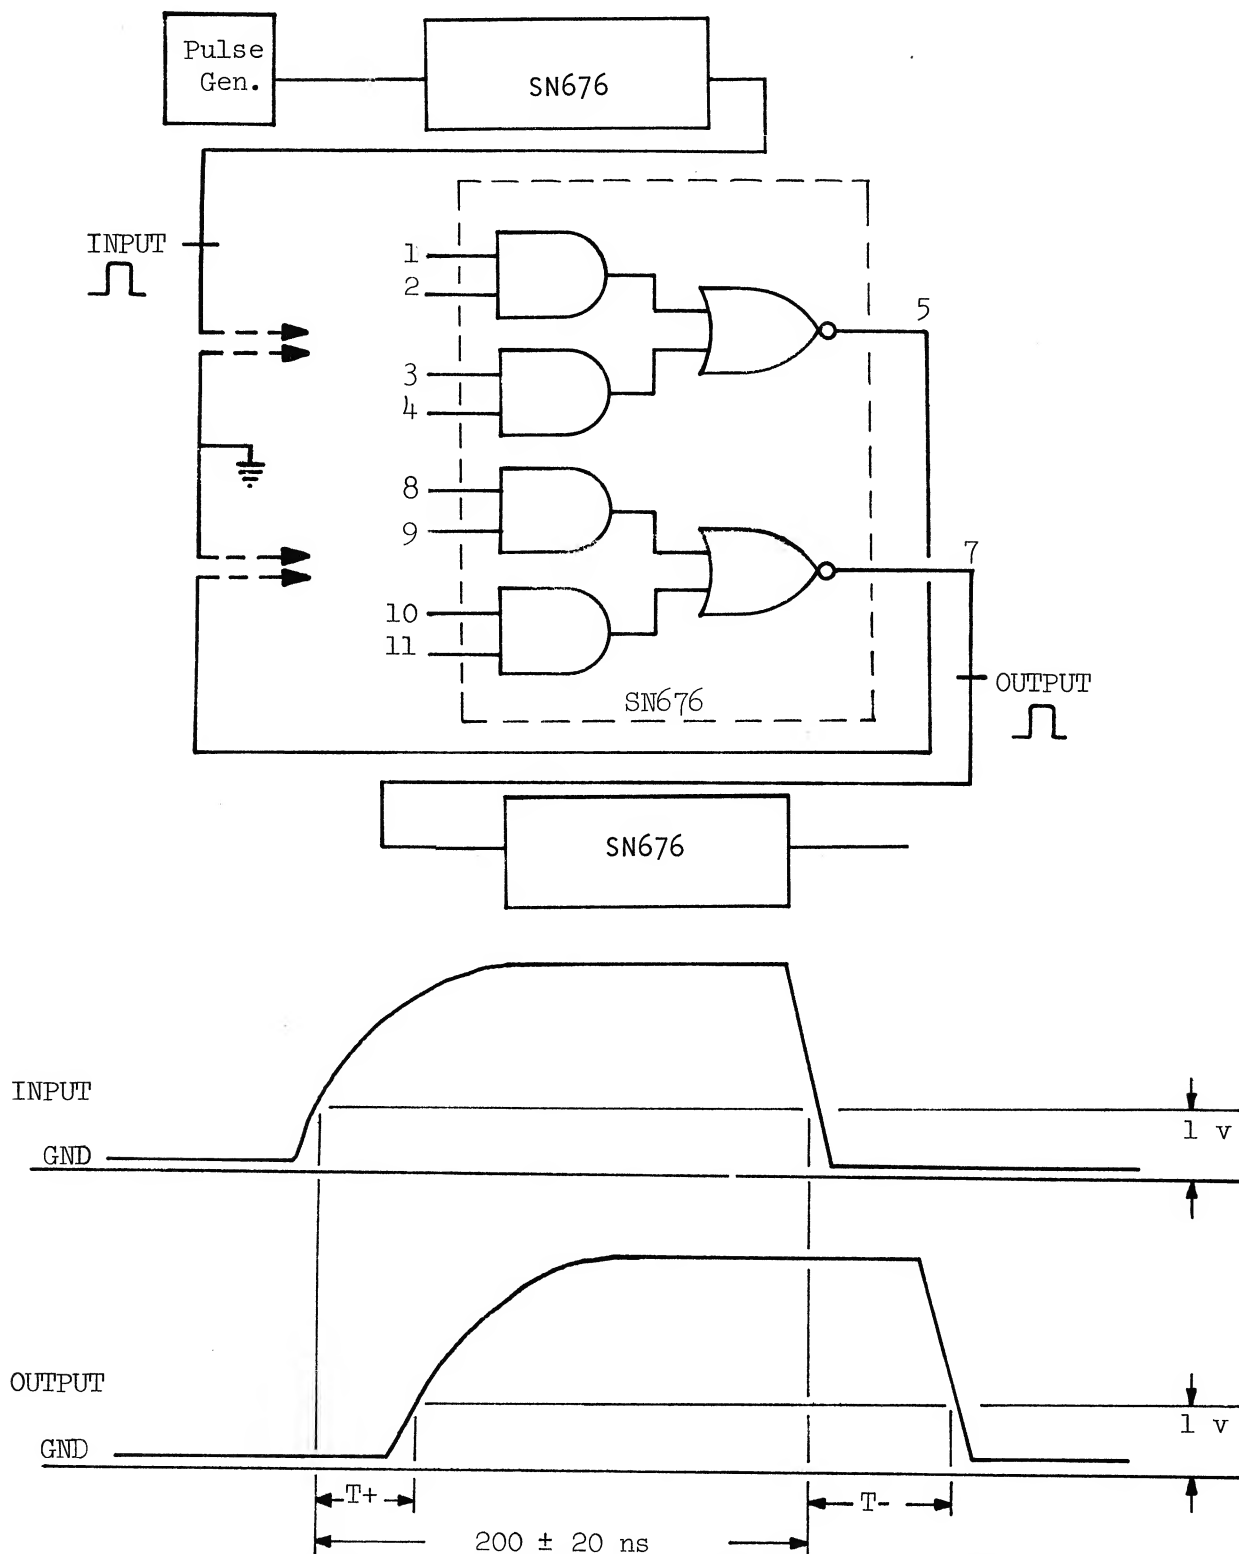 Pulse
Gen.
SN676
INPUT
1
2
3
4
8
9
10
11
5
7
SN676
OUTPUT
SN676
INPUT
GND
1 v
OUTPUT
GND
1 v
T+
T-
200 ± 20 ns